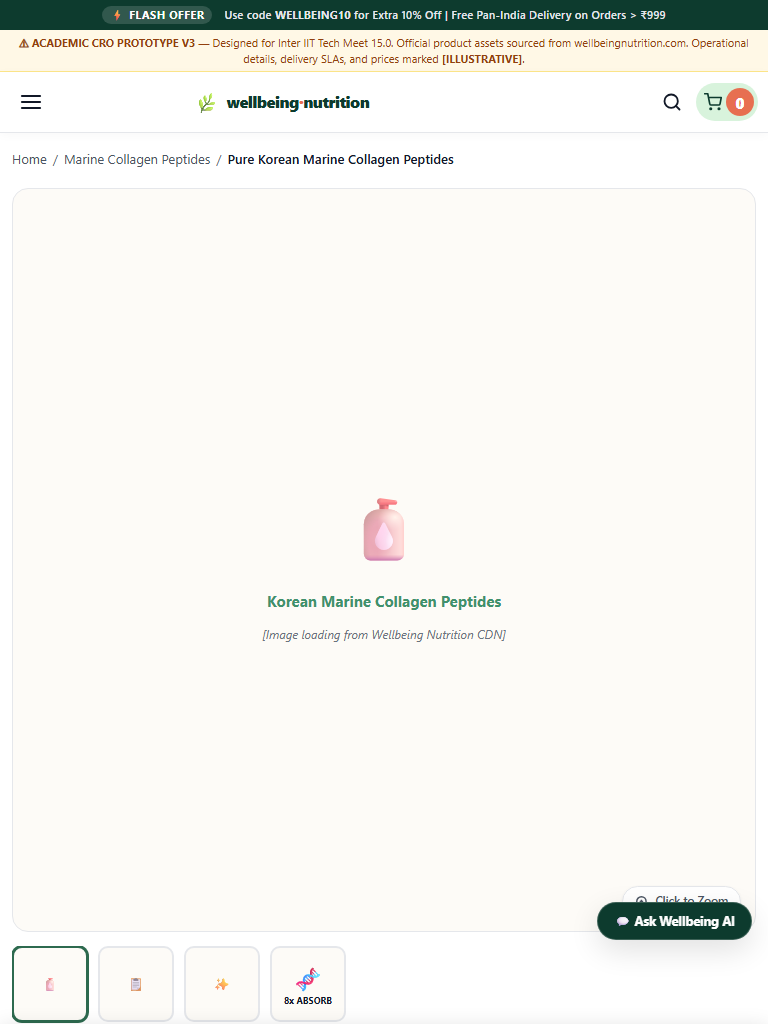 FLASH OFFER Use code WELLBEING10 for Extra 10% Off | Free Pan-India Delivery on Orders > ₹999
⚠ ACADEMIC CRO PROTOTYPE V3 — Designed for Inter IIT Tech Meet 15.0. Official product assets sourced from wellbeingnutrition.com. Operational
details, delivery SLAs, and prices marked [ILLUSTRATIVE].
wellbeing·nutrition
0
Home / Marine Collagen Peptides / Pure Korean Marine Collagen Peptides
Korean Marine Collagen Peptides
[Image loading from Wellbeing Nutrition CDN]
Click to Zoom
Ask Wellbeing AI
8x ABSORB